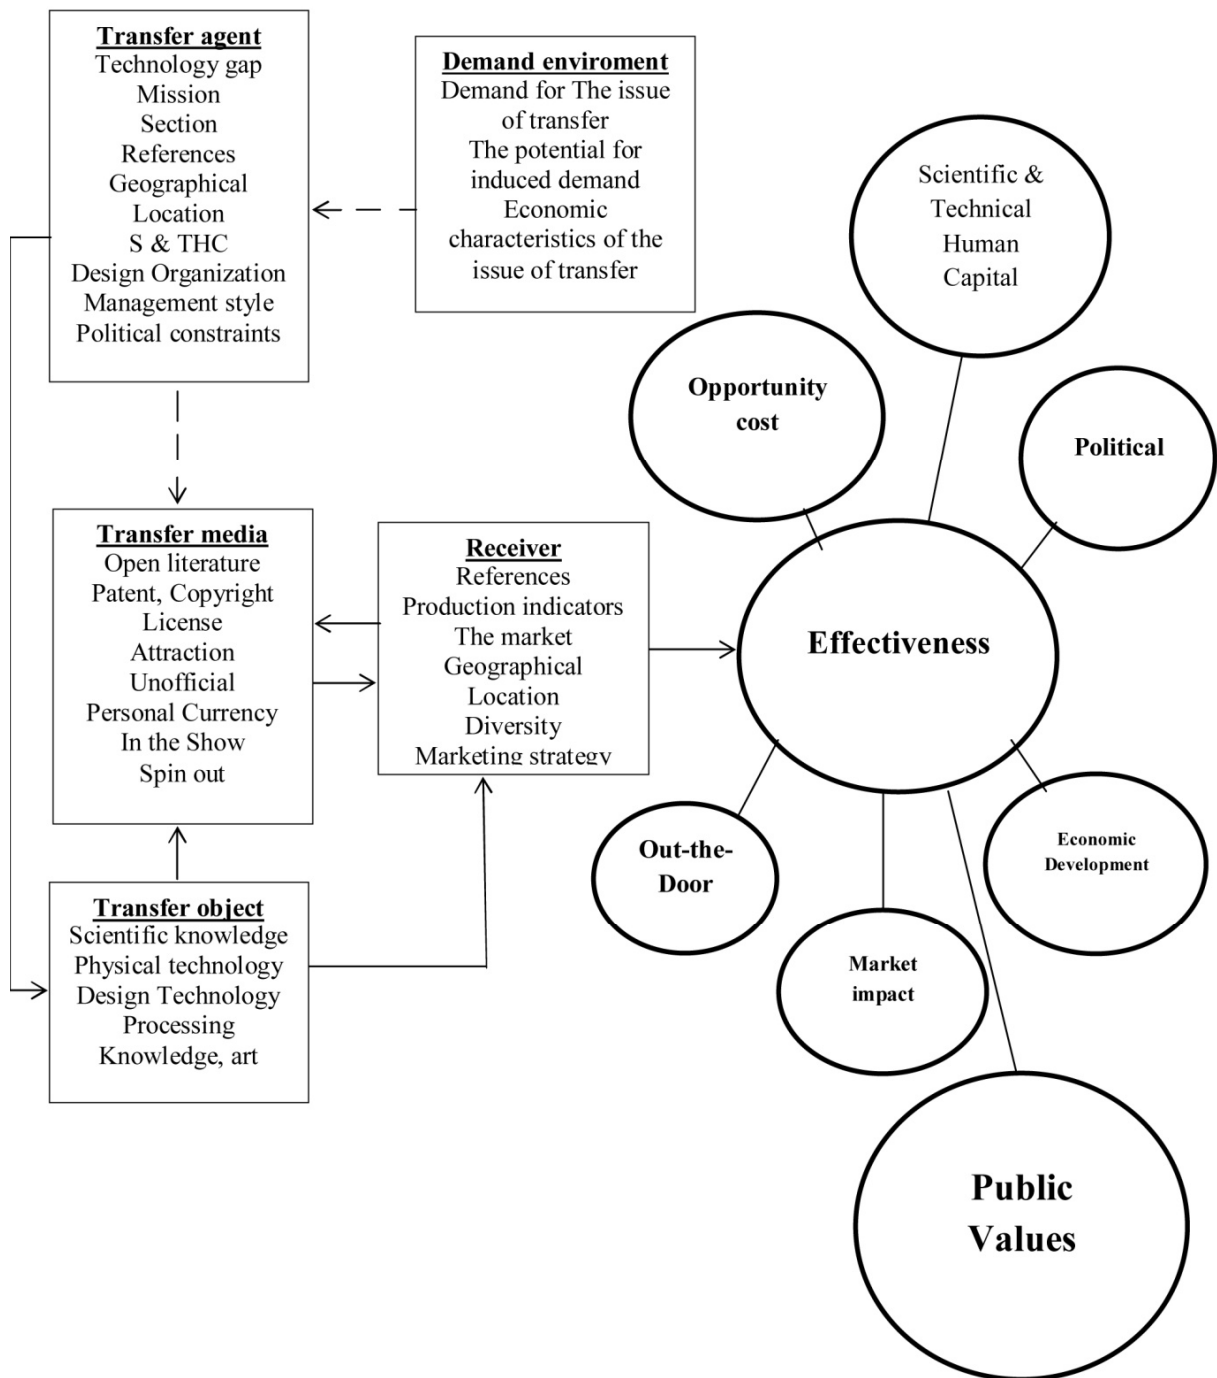 Transfer agent
Technology gap
Mission
Section
References
Geographical
Location
S & THC
Design Organization
Management style
Political constraints
Demand enviroment
Demand for The issue
of transfer
The potential for
induced demand
Economic
characteristics of the
issue of transfer
Transfer media
Open literature
Patent, Copyright
License
Attraction
Unofficial
Personal Currency
In the Show
Spin out
Receiver
References
Production indicators
The market
Geographical
Location
Diversity
Marketing strategy
Transfer object
Scientific knowledge
Physical technology
Design Technology
Processing
Knowledge, art
Scientific &
Technical
Human
Capital
Opportunity
cost
Political
Effectiveness
Out-the-
Door
Market
impact
Economic
Development
Public
Values